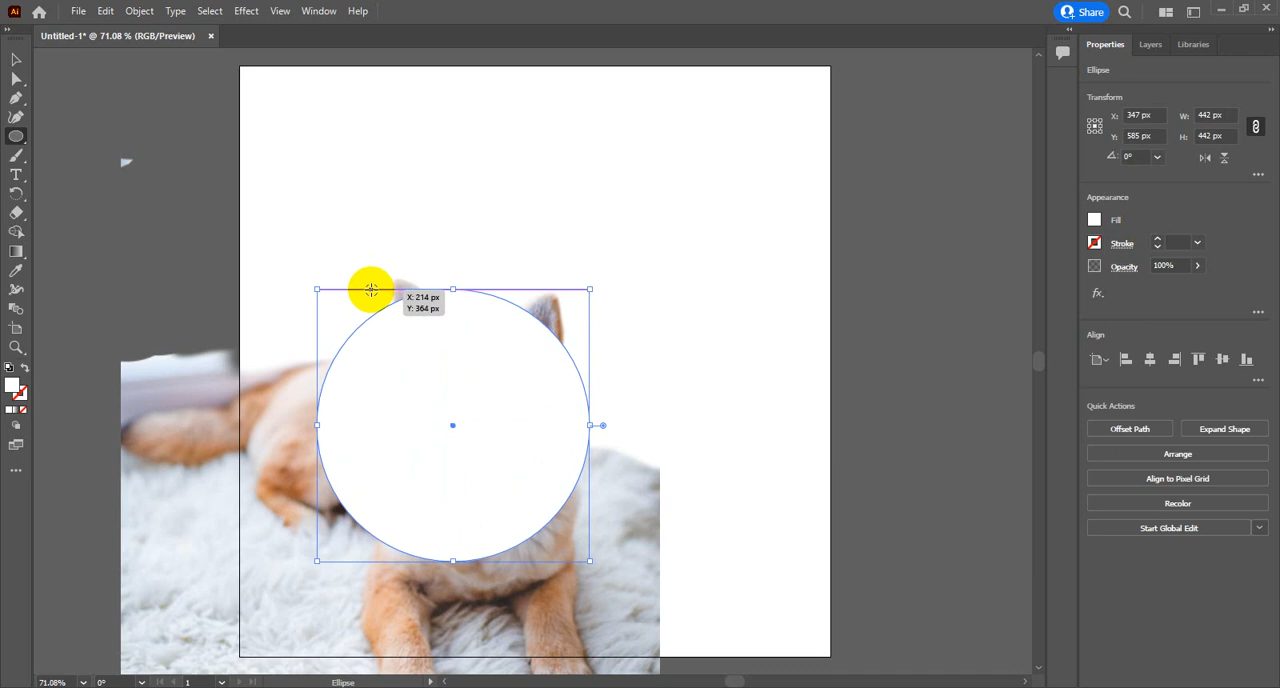 Ai File Edit Object Type Select Effect View Window Help Share
Untitled-1* @ 71.08 % (RGB/Preview) ×
Properties Layers Libraries
Ellipse
Transform
X: 347 px W: 442 px
Y: 585 px H: 442 px
0°
Appearance
Fill
Stroke
Opacity 100%
fx.
Align
Quick Actions
Offset Path Expand Shape
Arrange
Align to Pixel Grid
Recolor
Start Global Edit
X: 214 px
Y: 364 px
71.08% 0° 1 Ellipse